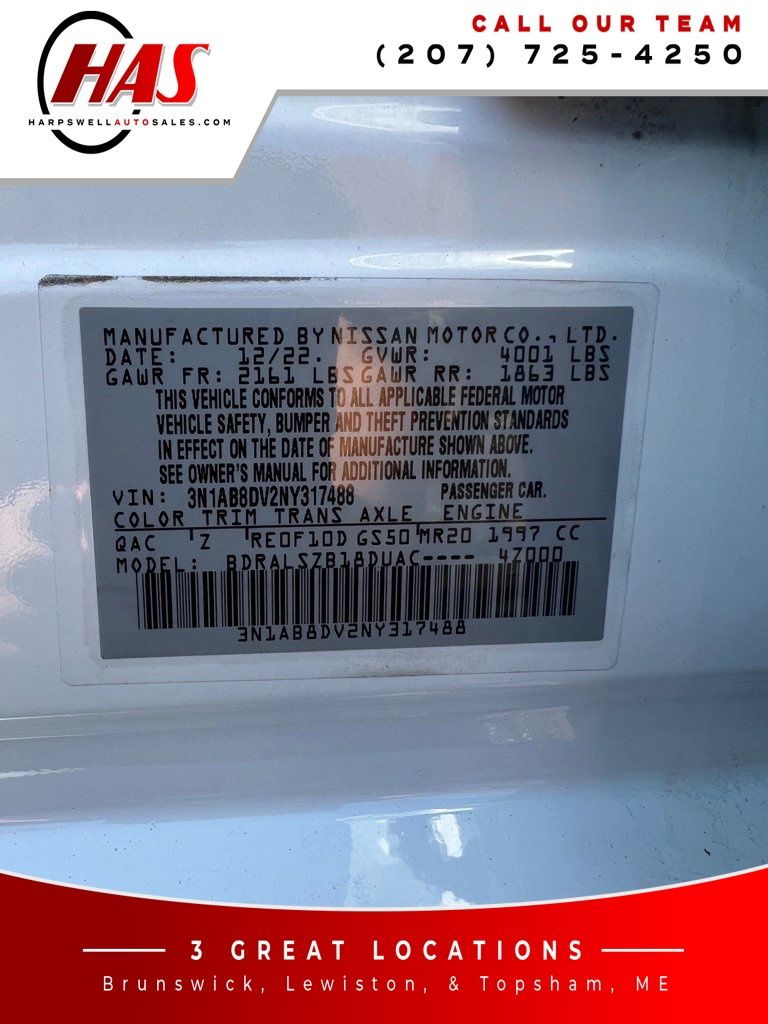 CALL OUR TEAM
(207) 725-4250
HAS
HARPSWELLAUTOSALES.COM
MANUFACTURED BY NISSAN MOTOR CO., LTD.
DATE: 12/22. GVWR: 4001 LBS
GAWR FR: 2161 LBS GAWR RR: 1863 LBS
THIS VEHICLE CONFORMS TO ALL APPLICABLE FEDERAL MOTOR
VEHICLE SAFETY, BUMPER AND THEFT PREVENTION STANDARDS
IN EFFECT ON THE DATE OF MANUFACTURE SHOWN ABOVE.
SEE OWNER'S MANUAL FOR ADDITIONAL INFORMATION.
VIN: 3N1AB8DV2NY317488 PASSENGER CAR.
COLOR TRIM TRANS AXLE ENGINE
QAC Z RE0F10D GS50 MR20 1997 CC
MODEL: BDRALSZB18DUAC---- 4Z000
3N1AB8DV2NY317488
3 GREAT LOCATIONS
Brunswick, Lewiston, & Topsham, ME